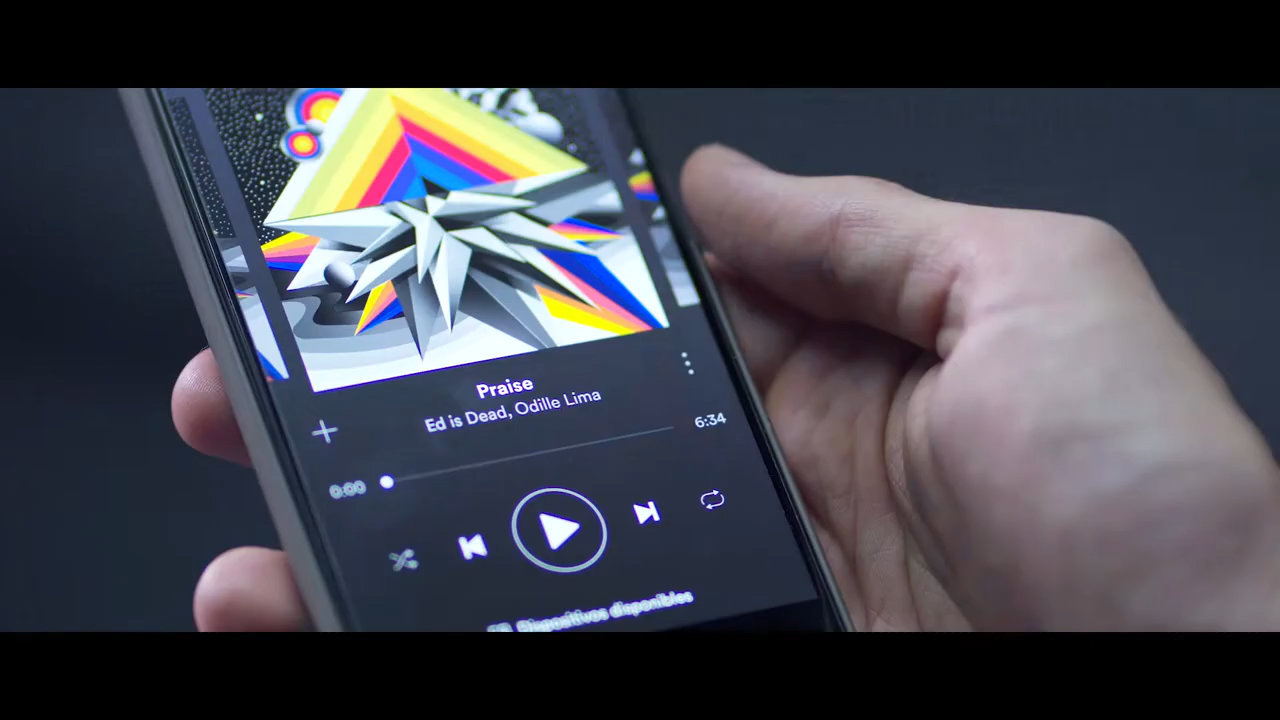 Praise
Ed is Dead, Odille Lima
6:34
0:00
Dispositivos disponibles